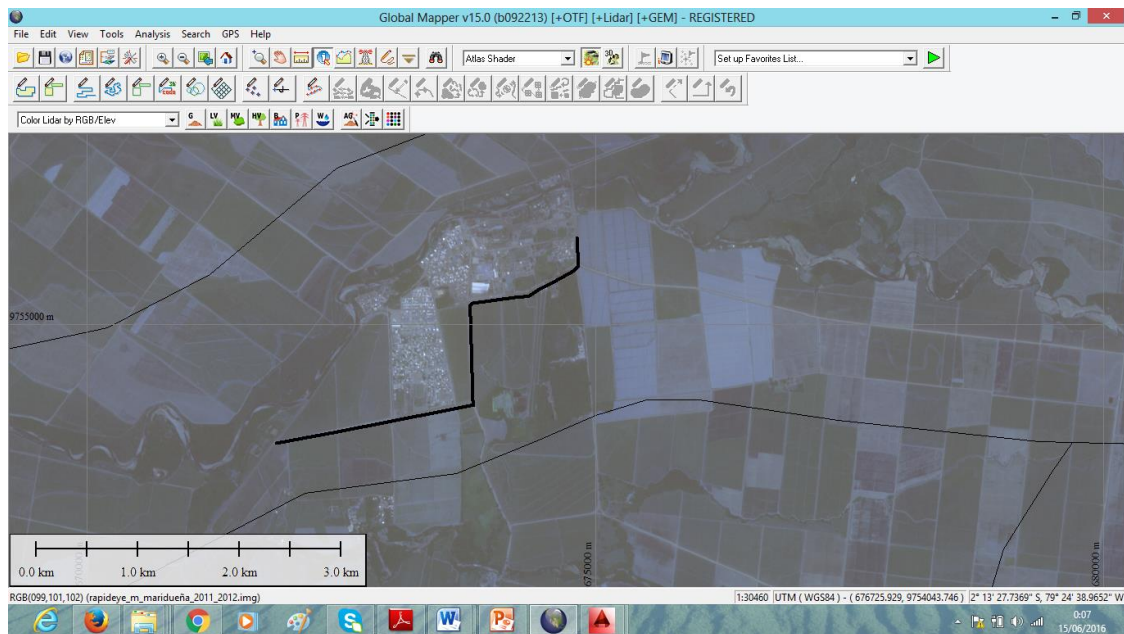 Global Mapper v15.0 (b092213) [+OTF] [+Lidar] [+GEM] - REGISTERED
File Edit View Tools Analysis Search GPS Help
Atlas Shader
Set up Favorites List...
Color Lidar by RGB/Elev
9755000 m
675000 m
680000 m
0.0 km 1.0 km 2.0 km 3.0 km
RGB(099,101,102) (rapideye_m_maridueña_2011_2012.img)
1:30460 UTM ( WGS84 ) - ( 676725.929, 9754043.746 ) 2° 13' 27.7369" S, 79° 24' 38.9652" W
0:07
15/06/2016